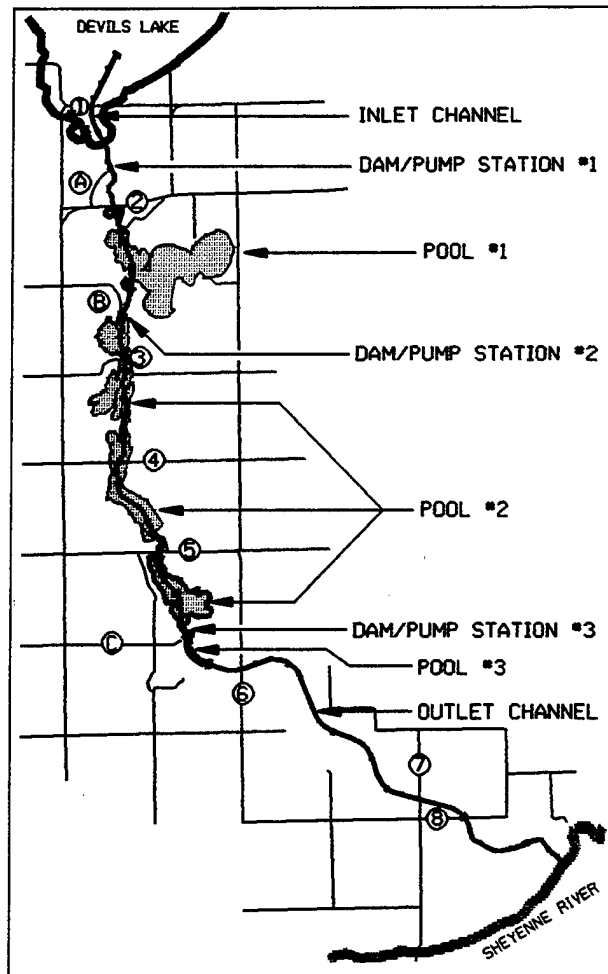 DEVILS LAKE
1
INLET CHANNEL
DAM/PUMP STATION #1
A
2
POOL #1
B
DAM/PUMP STATION #2
3
4
POOL #2
5
DAM/PUMP STATION #3
C
POOL #3
6
OUTLET CHANNEL
7
8
SHEYENNE RIVER